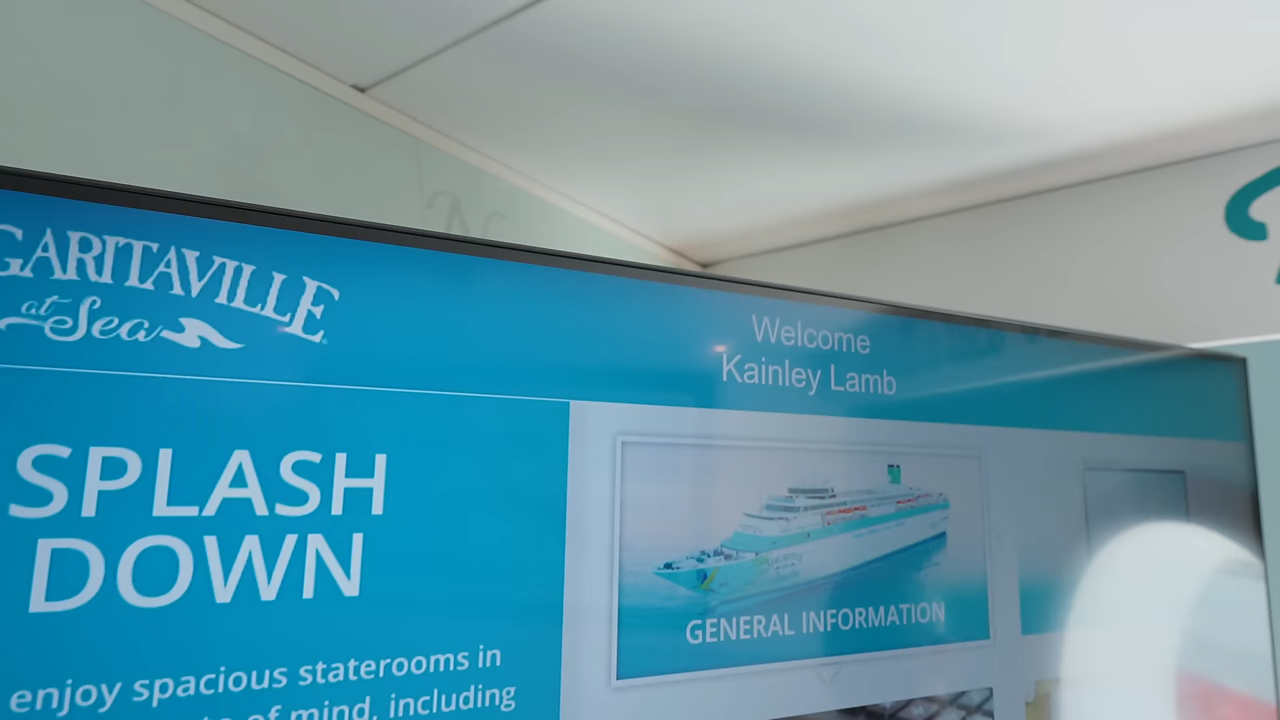 GARITAVILLE
at Sea
Welcome
Kainley Lamb
SPLASH
DOWN
enjoy spacious staterooms in
of mind, including
GENERAL INFORMATION